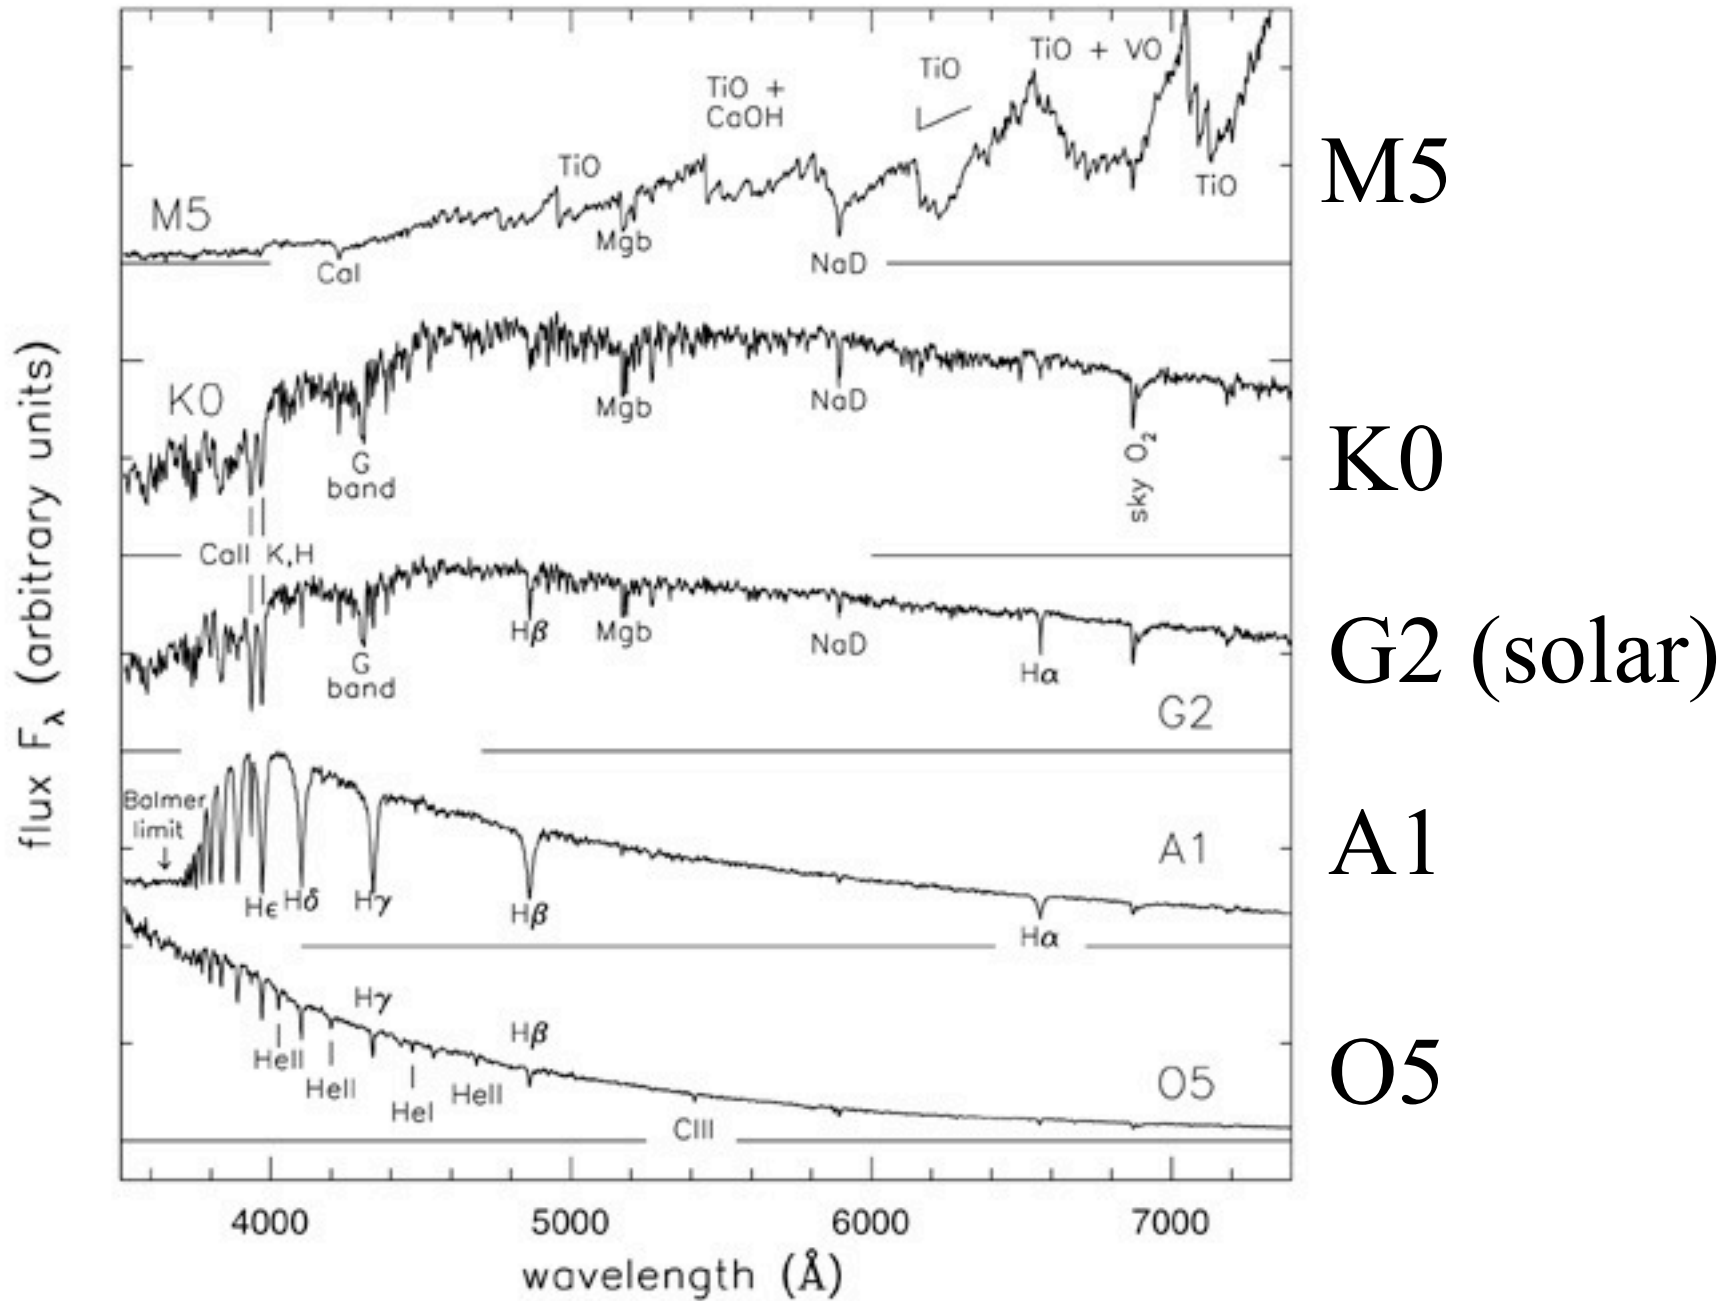 TiO + VO
TiO
TiO +
CaOH
TiO
M5
M5
TiO
Mgb
CaI
NaD
K0
K0
Mgb
NaD
G
band
sky O₂
CaII K,H
Hβ
Mgb
NaD
Hα
G
band
G2
G2 (solar)
Balmer
limit
↓
A1
A1
Hϵ Hδ Hγ Hβ
Hα
Hγ
Hβ
HeII
HeII
HeI
HeII
CIII
O5
O5
4000 5000 6000 7000
wavelength (Å)
flux F_λ (arbitrary units)